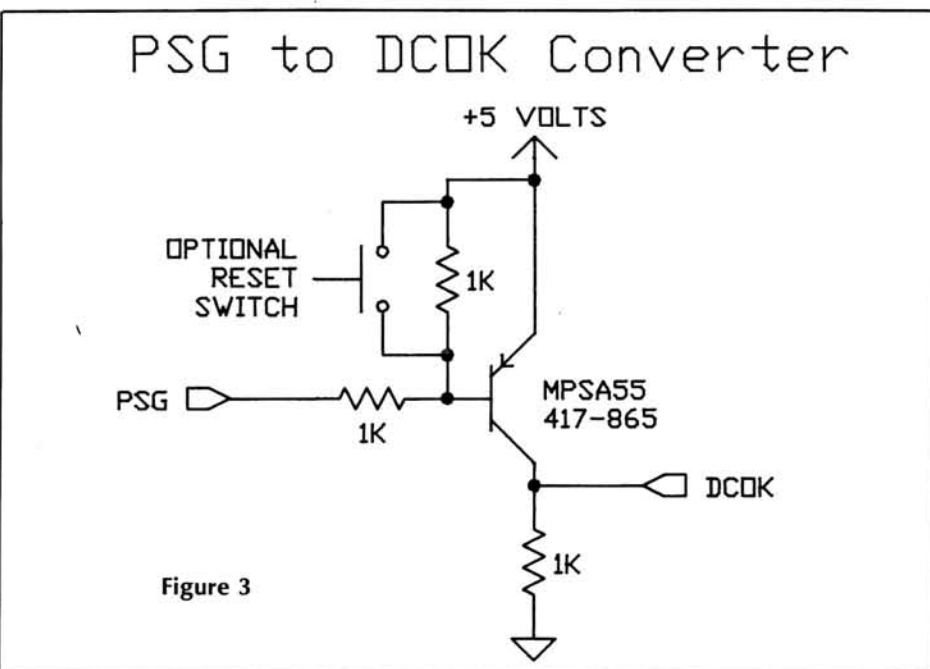 PSG to DCOK Converter
+5 VOLTS
OPTIONAL
RESET
SWITCH
1K
PSG
1K
MPSA55
417-865
DCOK
1K
Figure 3